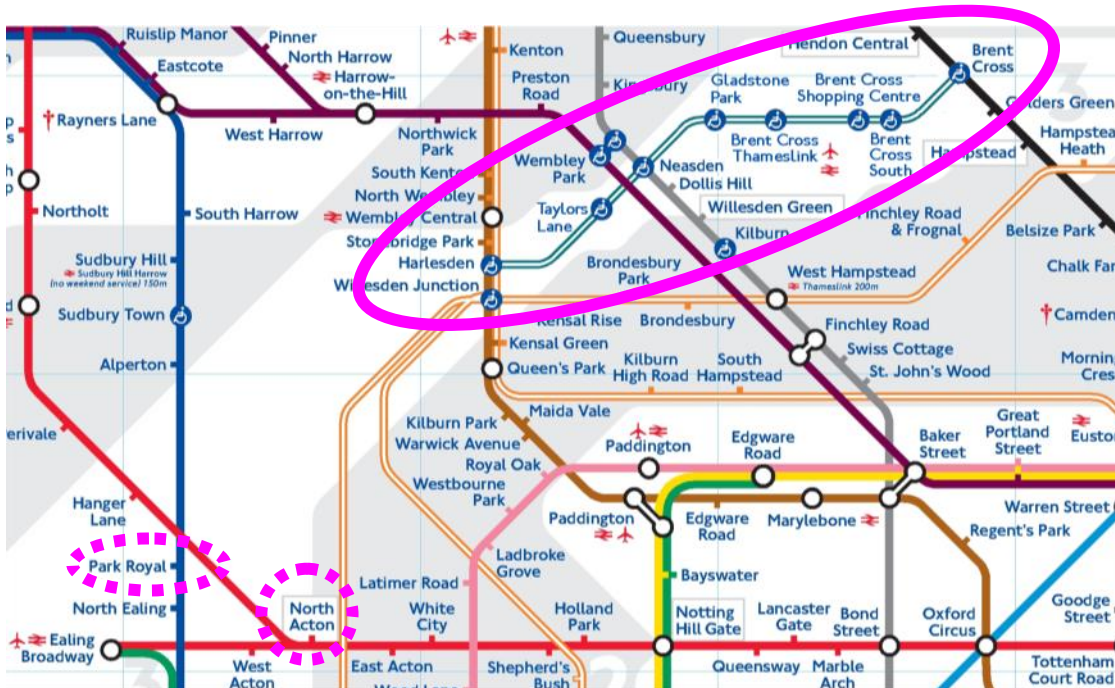 Ruislip Manor
Eastcote
Rayners Lane
West Harrow
Pinner
North Harrow
Harrow-
on-the-Hill
Northwick
Park
Preston
Road
Kenton
South Kenton
North Wembley
Wembley Central
Stonebridge Park
Harlesden
Willesden Junction
Kensal Green
Queen's Park
Queensbury
Kingsbury
Wembley
Park
Neasden
Dollis Hill
Willesden Green
Kilburn
Taylors
Lane
Gladstone
Park
Brent Cross
Thameslink
Brent Cross
Shopping Centre
Brent
Cross
South
Hendon Central
Brent
Cross
Golders Green
Hampstead
Hampstead
Heath
3
Finchley Road
& Frognal
Belsize Park
Chalk Far
Camden
Morning
Cres
West Hampstead
Thameslink 200m
Brondesbury
Park
Brondesbury
Kensal Rise
Finchley Road
Swiss Cottage
St. John's Wood
Kilburn
High Road
South
Hampstead
Northolt
South Harrow
Sudbury Hill
Sudbury Hill Harrow
(no weekend service) 150m
Sudbury Town
Alperton
erivale
Hanger
Lane
Park Royal
North Ealing
Ealing
Broadway
West
Acton
North
Acton
East Acton
3
Kilburn Park
Maida Vale
Warwick Avenue
Royal Oak
Westbourne
Park
Ladbroke
Grove
Latimer Road
White
City
Shepherd's
Bush
Holland
Park
2
Paddington
Edgware
Road
Paddington
Edgware
Road
Marylebone
Baker
Street
Great
Portland
Street
Eusto
Warren Street
Regent's Park
Bayswater
Notting
Hill Gate
Lancaster
Gate
Queensway
Marble
Arch
Bond
Street
Oxford
Circus
Goodge
Street
Tottenham
Court Road